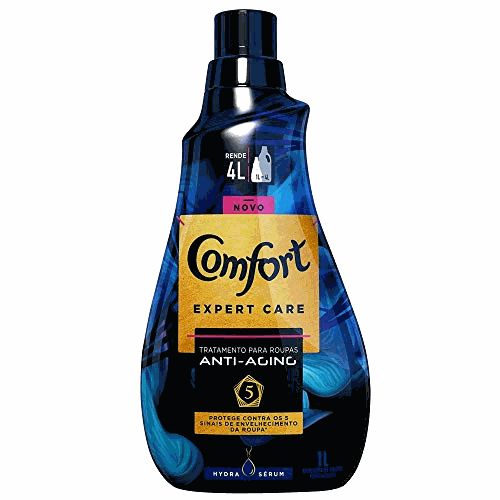 RENDE
4L
1L = 4L
NOVO
Comfort
EXPERT CARE
TRATAMENTO PARA ROUPAS
ANTI-AGING
5
PROTEGE CONTRA OS 5
SINAIS DE ENVELHECIMENTO
DA ROUPA*
1L
HYDRA SÉRUM